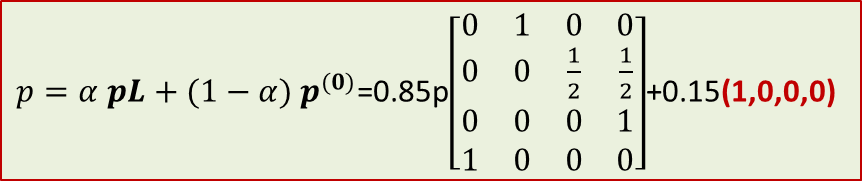 p = α pL + (1 − α) p⁽⁰⁾=0.85p[0 1 0 0; 0 0 1/2 1/2; 0 0 0 1; 1 0 0 0]+0.15(1,0,0,0)